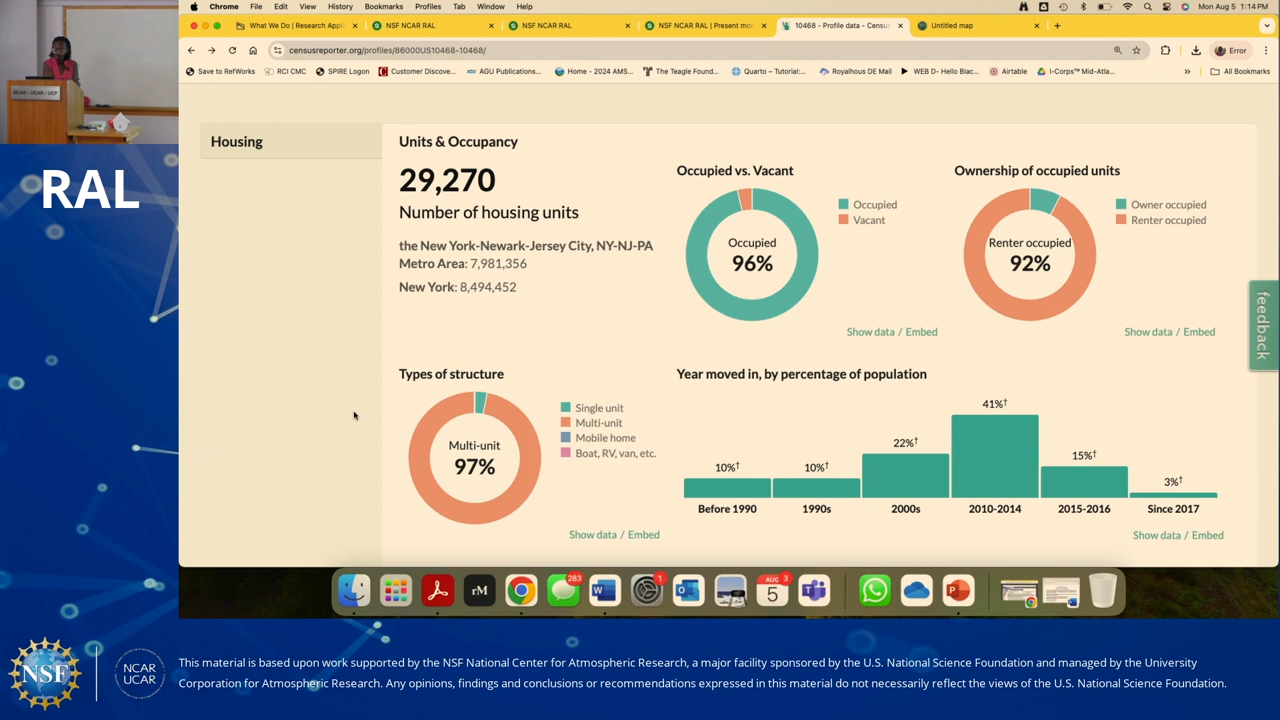 Chrome File Edit View History Bookmarks Profiles Tab Window Help
Mon Aug 5 1:14 PM
What We Do | Research Appli
NSF NCAR RAL
NSF NCAR RAL
NSF NCAR RAL | Present mo
10468 - Profile data - Census
Untitled map
censusreporter.org/profiles/86000US10468-10468/
Error
Save to RefWorks
RCI CMC
SPIRE Logon
Customer Discove...
AGU Publications...
Home - 2024 AMS...
The Teagle Found...
Quarto – Tutorial:...
Royalhous DE Mail
WEB D- Hello Blac...
Airtable
I-Corps™ Mid-Atla...
All Bookmarks
NCAR - UCAR - UCP
RAL
Housing
Units & Occupancy
29,270
Number of housing units
the New York-Newark-Jersey City, NY-NJ-PA
Metro Area: 7,981,356
New York: 8,494,452
Occupied vs. Vacant
Occupied
96%
Occupied
Vacant
Show data / Embed
Ownership of occupied units
Renter occupied
92%
Owner occupied
Renter occupied
Show data / Embed
feedback
Types of structure
Multi-unit
97%
Single unit
Multi-unit
Mobile home
Boat, RV, van, etc.
Show data / Embed
Year moved in, by percentage of population
10%† 10%† 22%† 41%† 15%† 3%†
Before 1990 1990s 2000s 2010-2014 2015-2016 Since 2017
Show data / Embed
rM
283
W
1
AUG
5
3
P
NSF
NCAR
UCAR
This material is based upon work supported by the NSF National Center for Atmospheric Research, a major facility sponsored by the U.S. National Science Foundation and managed by the University
Corporation for Atmospheric Research. Any opinions, findings and conclusions or recommendations expressed in this material do not necessarily reflect the views of the U.S. National Science Foundation.